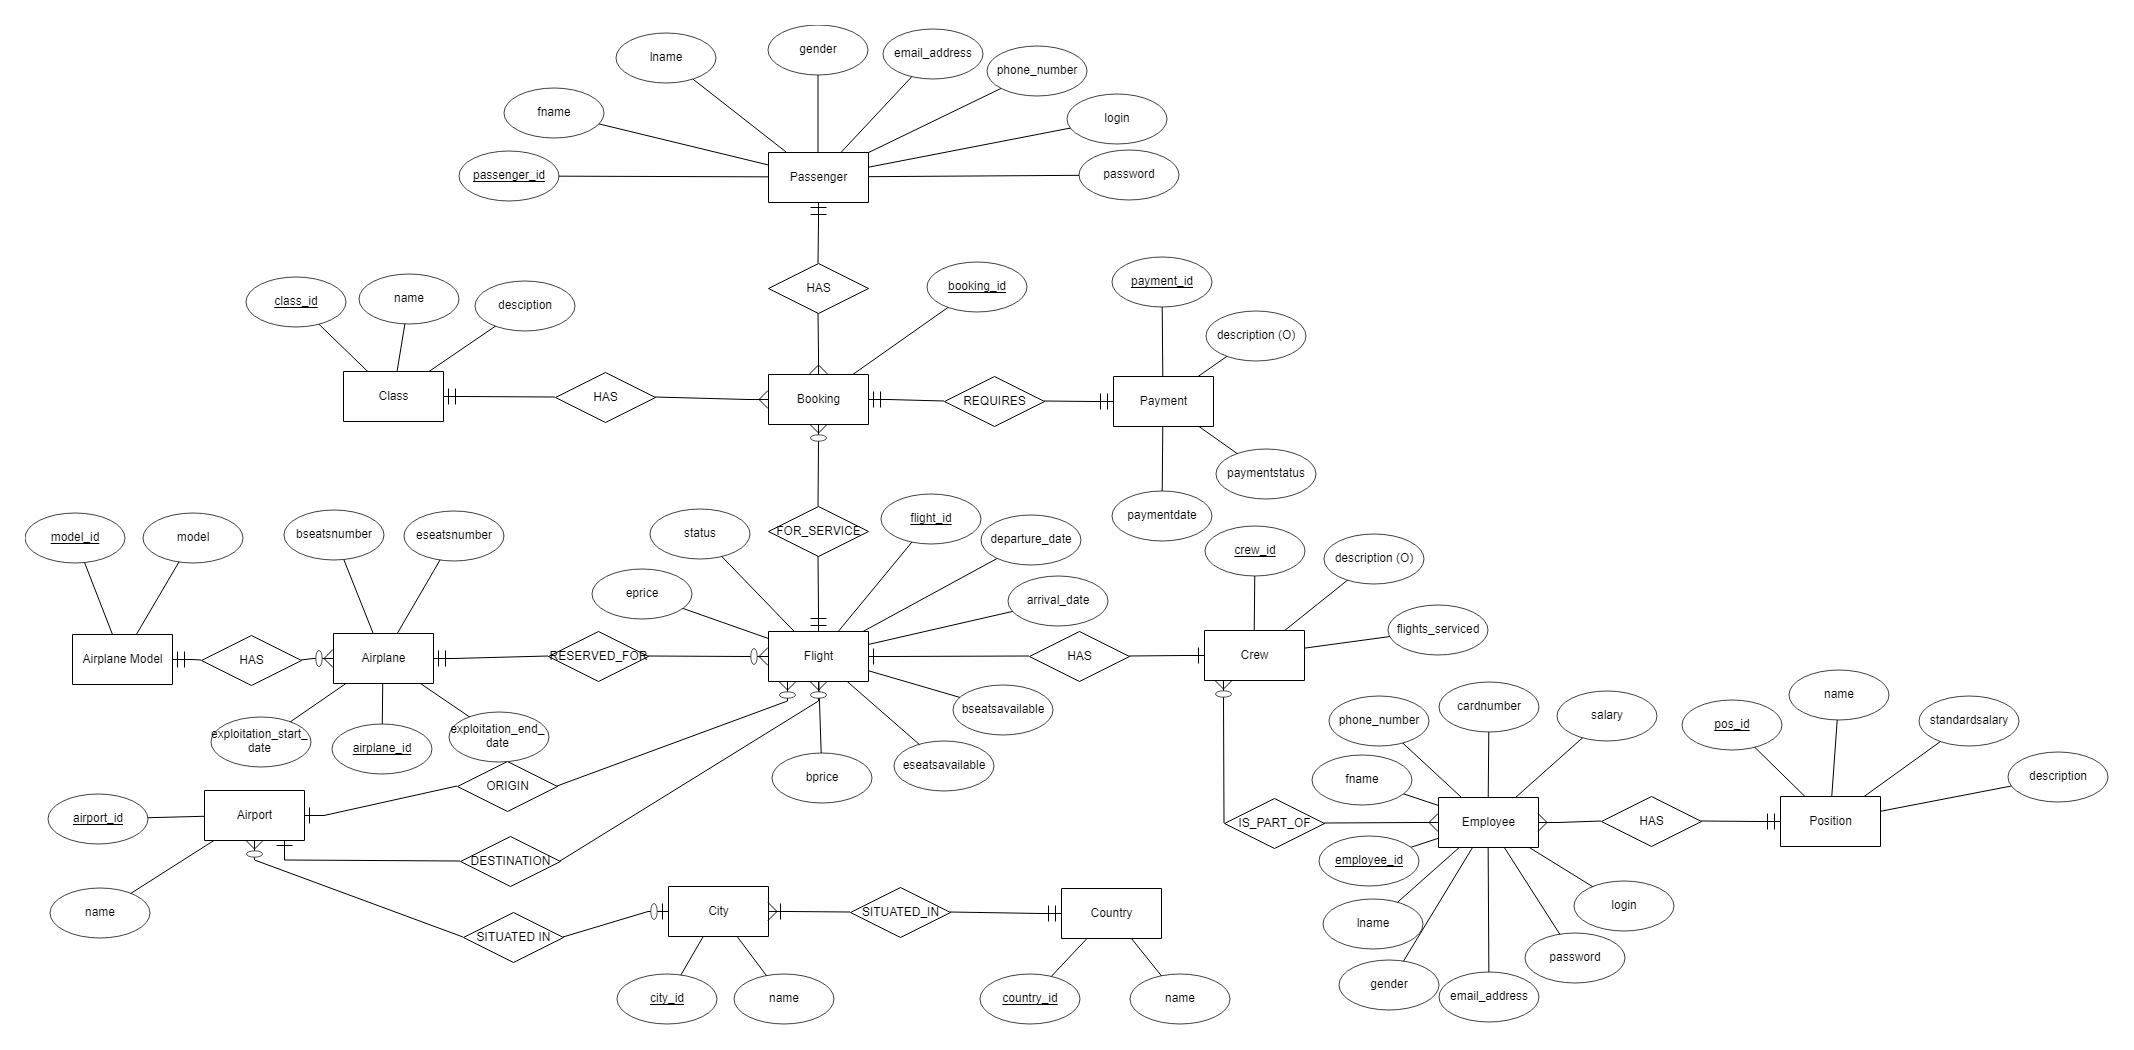 gender
email_address
lname
phone_number
fname
login
passenger_id
Passenger
password
HAS
booking_id
payment_id
class_id
name
desciption
description (O)
Class
HAS
Booking
REQUIRES
Payment
paymentstatus
paymentdate
model_id
model
bseatsnumber
eseatsnumber
status
FOR_SERVICE
flight_id
departure_date
crew_id
description (O)
eprice
arrival_date
flights_serviced
Airplane Model
HAS
Airplane
RESERVED_FOR
Flight
HAS
Crew
exploitation_start_
date
airplane_id
exploitation_end_
date
bseatsavailable
eseatsavailable
bprice
phone_number
cardnumber
salary
pos_id
name
standardsalary
description
fname
ORIGIN
airport_id
Airport
IS_PART_OF
Employee
HAS
Position
DESTINATION
employee_id
name
SITUATED IN
City
SITUATED_IN
Country
lname
login
password
gender
email_address
city_id
name
country_id
name